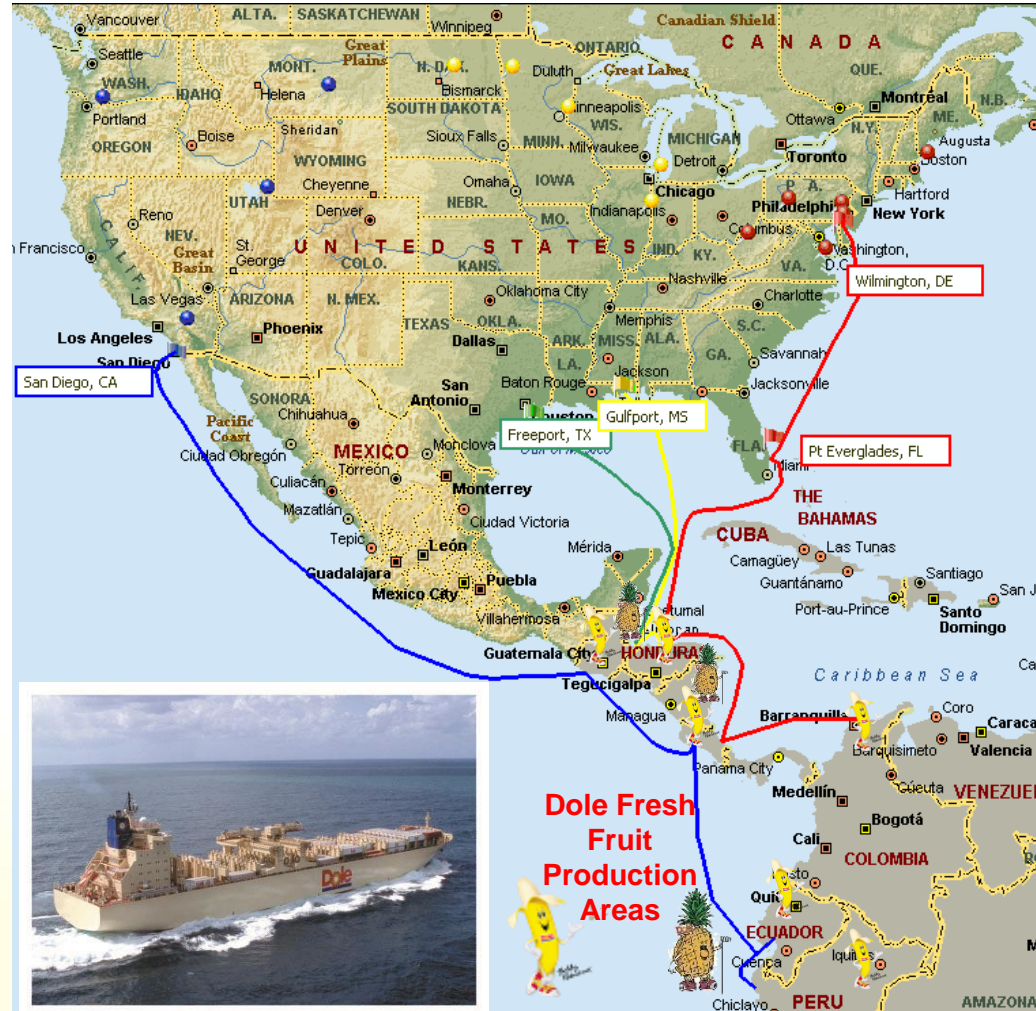 Vancouver
ALTA.
SASKATCHEWAN
Winnipeg
Canadian Shield
CANADA
Seattle
WASH.
Great
Plains
MONT.
Helena
N. DAK.
Bismarck
ONTARIO
Duluth
Great Lakes
QUE.
Montréal
N.B.
Ottawa
ME.
Augusta
Portland
IDAHO
OREGON
Boise
Sheridan
SOUTH DAKOTA
Sioux Falls
MINN.
WIS.
Milwaukee
MICHIGAN
Detroit
Toronto
N.Y.
Boston
WYOMING
Cheyenne
Omaha
IOWA
Chicago
P A.
Hartford
New York
Reno
NEV.
UTAH
Denver
NEBR.
Indianapolis
Columbus
Great
Basin
St.
George
UNITED STATES
COLO.
KANS.
MO.
IND.
KY.
VA.
Washington,
D.C.
CALIF.
Las Vegas
ARIZONA
N. MEX.
Oklahoma City
OKLA.
Nashville
Memphis
Charlotte
Wilmington, DE
Los Angeles
Phoenix
TEXAS
Dallas
ARK.
MISS.
ALA.
GA.
S.C.
Savannah
San Diego
San Diego, CA
SONORA
San
Antonio
LA.
Baton Rouge
Jackson
Jacksonville
Pacific
Coast
Chihuahua
Freeport, TX
Gulfport, MS
FLA.
Miami
Pt Everglades, FL
Ciudad Obregón
MEXICO
Monclova
Torreón
Monterrey
Culiacán
Mazatlán
Tepic
Ciudad Victoria
THE
BAHAMAS
León
Guadalajara
Mexico City
Puebla
Mérida
CUBA
Camagüey
Las Tunas
Guantánamo
Santiago
Port-au-Prince
Santo
Domingo
San J
Villahermosa
Guatemala City
HONDURAS
Tegucigalpa
Managua
Caribbean Sea
Ca
Barranquilla
Coro
Caraca
Barquisimeto
Valencia
Panama City
Medellín
Cúcuta
VENEZUE
Bogotá
Cali
COLOMBIA
Dole Fresh
Fruit
Production
Areas
Dole
ECUADOR
Cuenca
Iquitos
Chiclayo
PERU
AMAZONA